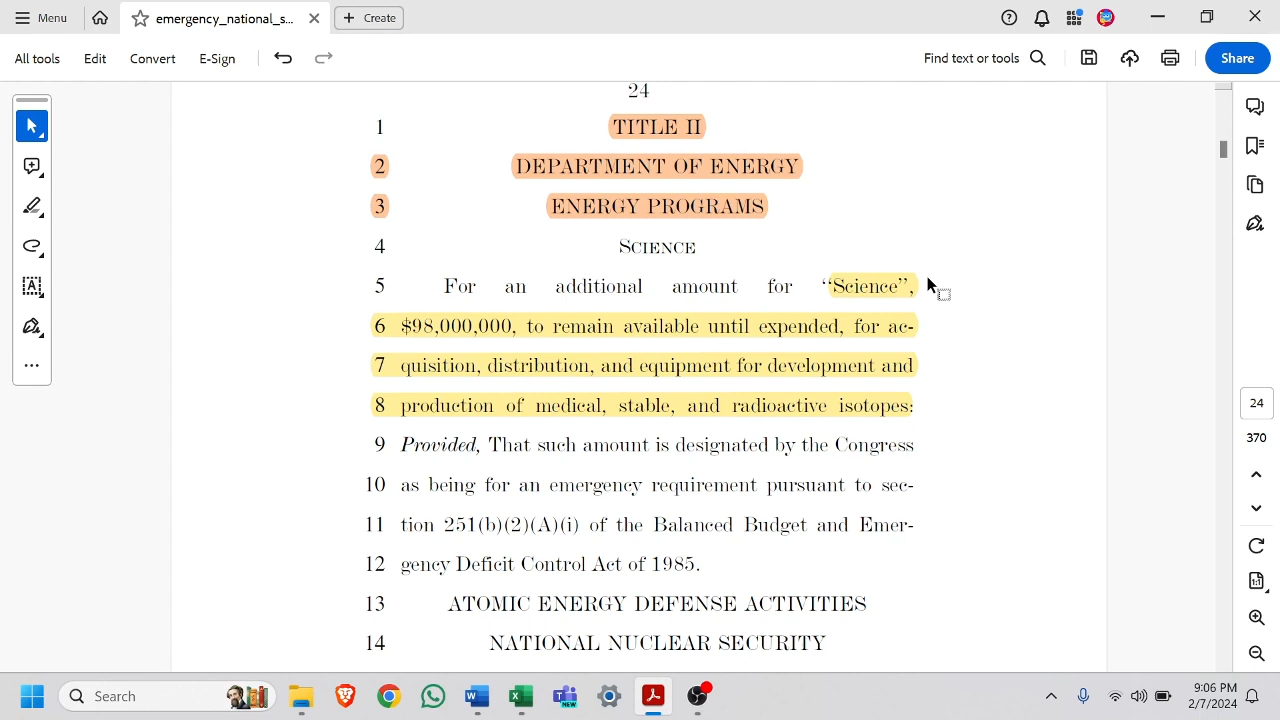 Menu
emergency_national_s...
Create
All tools
Edit
Convert
E-Sign
Find text or tools
Share
24
1 TITLE II
2 DEPARTMENT OF ENERGY
3 ENERGY PROGRAMS
4 SCIENCE
5 For an additional amount for “Science”,
6 $98,000,000, to remain available until expended, for ac-
7 quisition, distribution, and equipment for development and
8 production of medical, stable, and radioactive isotopes:
9 Provided, That such amount is designated by the Congress
10 as being for an emergency requirement pursuant to sec-
11 tion 251(b)(2)(A)(i) of the Balanced Budget and Emer-
12 gency Deficit Control Act of 1985.
13 ATOMIC ENERGY DEFENSE ACTIVITIES
14 NATIONAL NUCLEAR SECURITY
24
370
1:1
Search
NEW
9:06 PM
2/7/2024